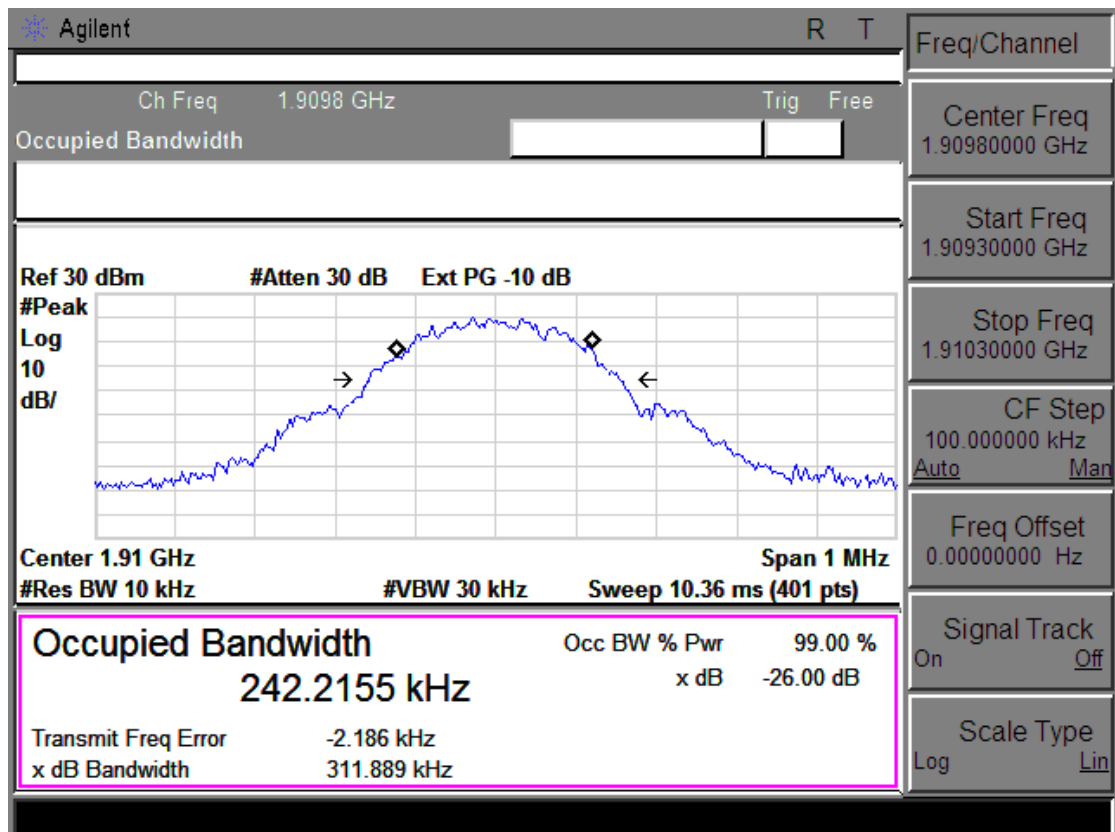 Agilent R T
Ch Freq 1.9098 GHz Trig Free
Occupied Bandwidth
Ref 30 dBm #Atten 30 dB Ext PG -10 dB
#Peak
Log
10
dB/
Center 1.91 GHz Span 1 MHz
#Res BW 10 kHz #VBW 30 kHz Sweep 10.36 ms (401 pts)
Occupied Bandwidth Occ BW % Pwr 99.00 %
242.2155 kHz x dB -26.00 dB
Transmit Freq Error -2.186 kHz
x dB Bandwidth 311.889 kHz
Freq/Channel
Center Freq
1.90980000 GHz
Start Freq
1.90930000 GHz
Stop Freq
1.91030000 GHz
CF Step
100.000000 kHz
Auto Man
Freq Offset
0.00000000 Hz
Signal Track
On Off
Scale Type
Log Lin